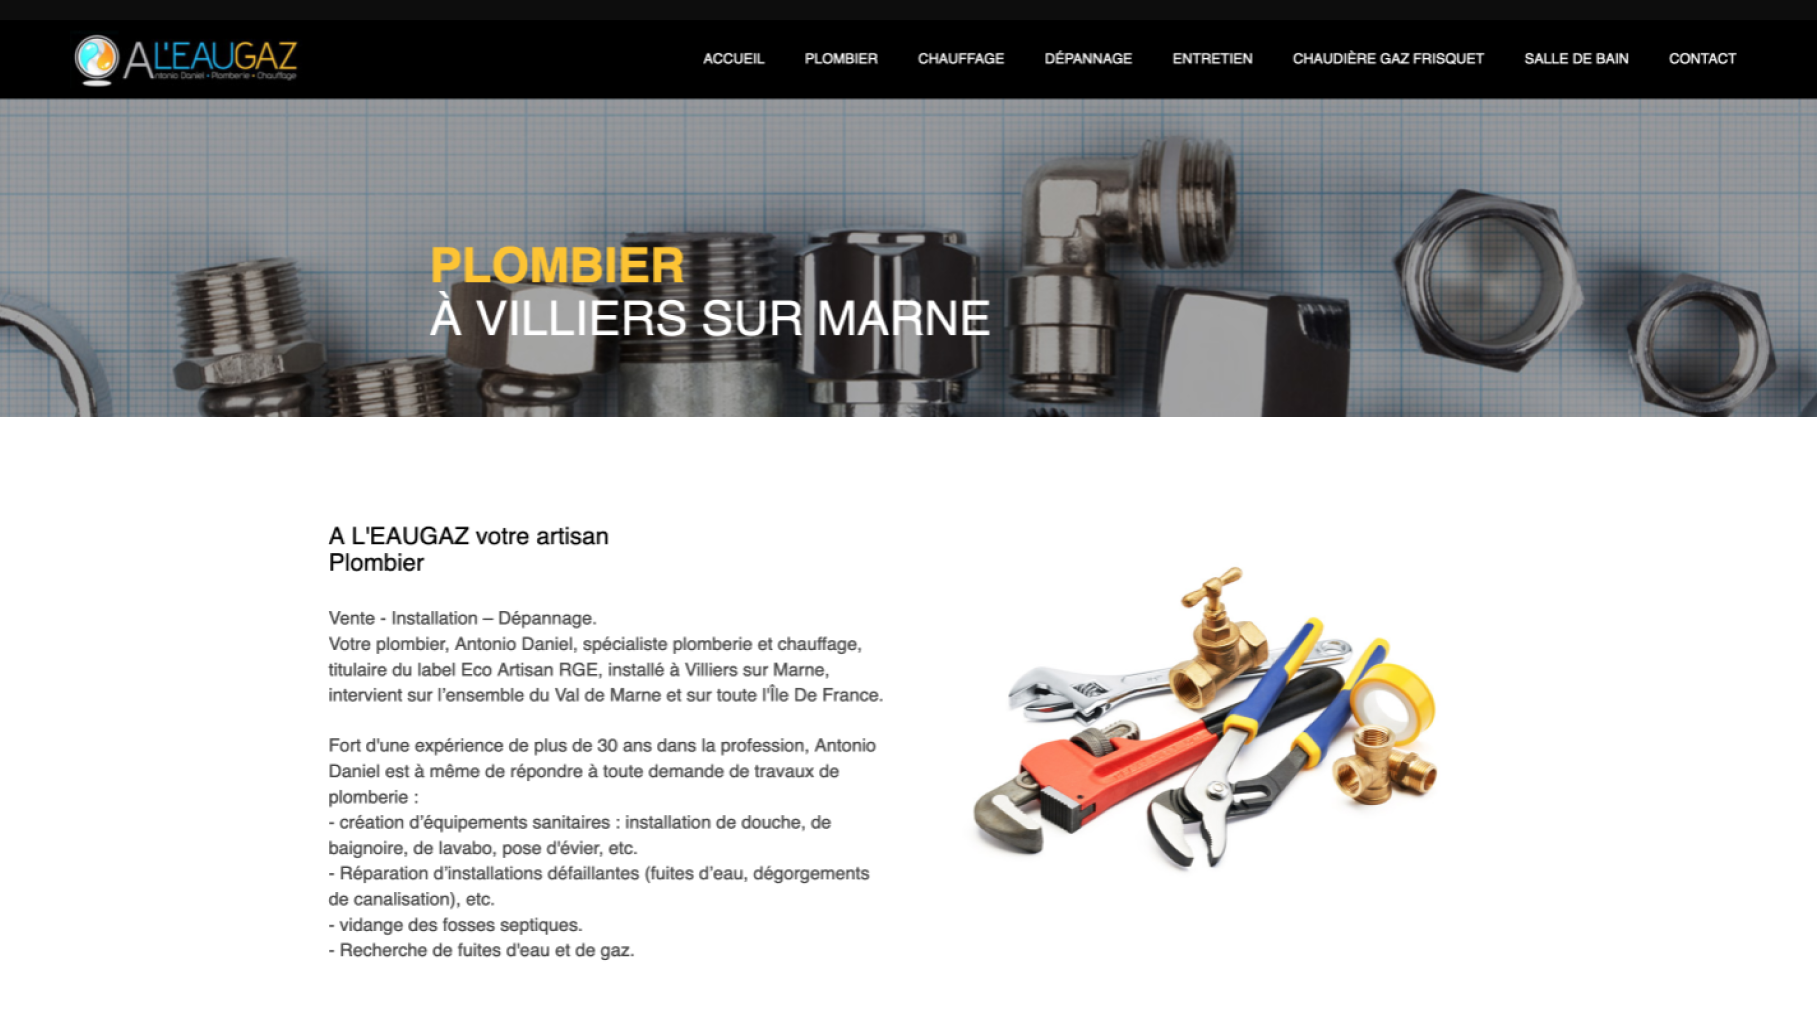 A L'EAUGAZ
Antonio Daniel • Plomberie • Chauffage
ACCUEIL PLOMBIER CHAUFFAGE DÉPANNAGE ENTRETIEN CHAUDIÈRE GAZ FRISQUET SALLE DE BAIN CONTACT
PLOMBIER
À VILLIERS SUR MARNE
A L'EAUGAZ votre artisan
Plombier
Vente - Installation – Dépannage.
Votre plombier, Antonio Daniel, spécialiste plomberie et chauffage,
titulaire du label Eco Artisan RGE, installé à Villiers sur Marne,
intervient sur l’ensemble du Val de Marne et sur toute l'Île De France.
Fort d'une expérience de plus de 30 ans dans la profession, Antonio
Daniel est à même de répondre à toute demande de travaux de
plomberie :
- création d’équipements sanitaires : installation de douche, de
baignoire, de lavabo, pose d'évier, etc.
- Réparation d’installations défaillantes (fuites d’eau, dégorgements
de canalisation), etc.
- vidange des fosses septiques.
- Recherche de fuites d'eau et de gaz.